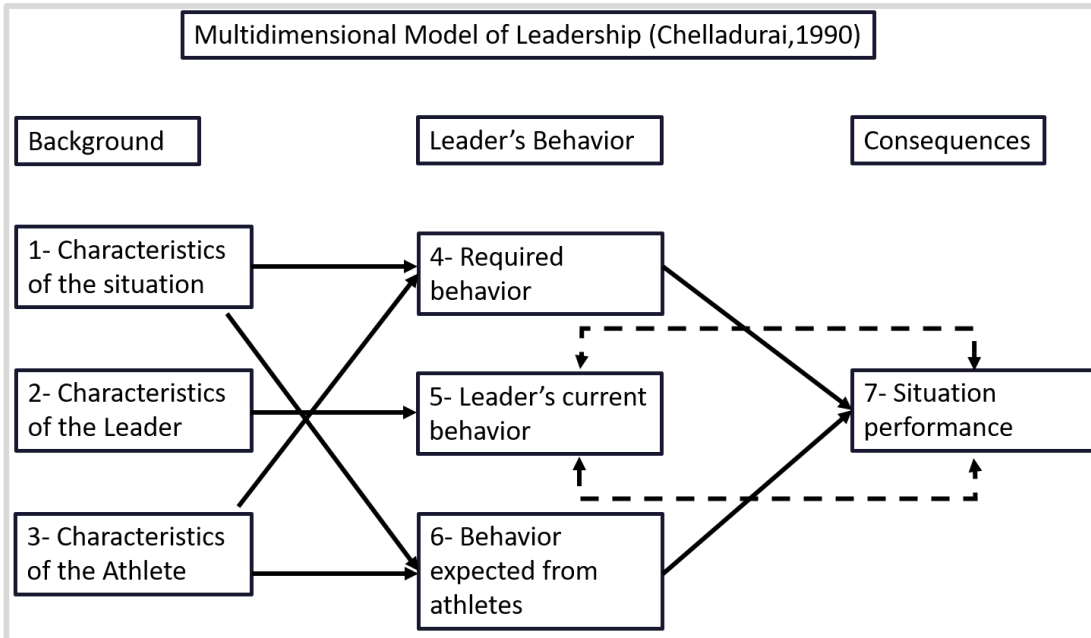 Multidimensional Model of Leadership (Chelladurai,1990)
Background
Leader's Behavior
Consequences
1- Characteristics
of the situation
4- Required
behavior
2- Characteristics
of the Leader
5- Leader's current
behavior
7- Situation
performance
3- Characteristics
of the Athlete
6- Behavior
expected from
athletes